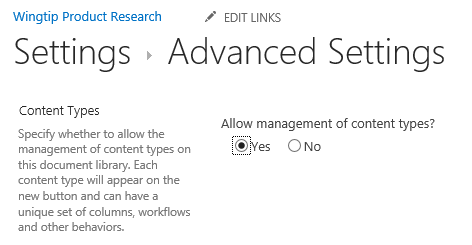 Wingtip Product Research EDIT LINKS
Settings ▸ Advanced Settings
Content Types
Specify whether to allow the
management of content types on
this document library. Each
content type will appear on the
new button and can have a
unique set of columns, workflows
and other behaviors.
Allow management of content types?
Yes No